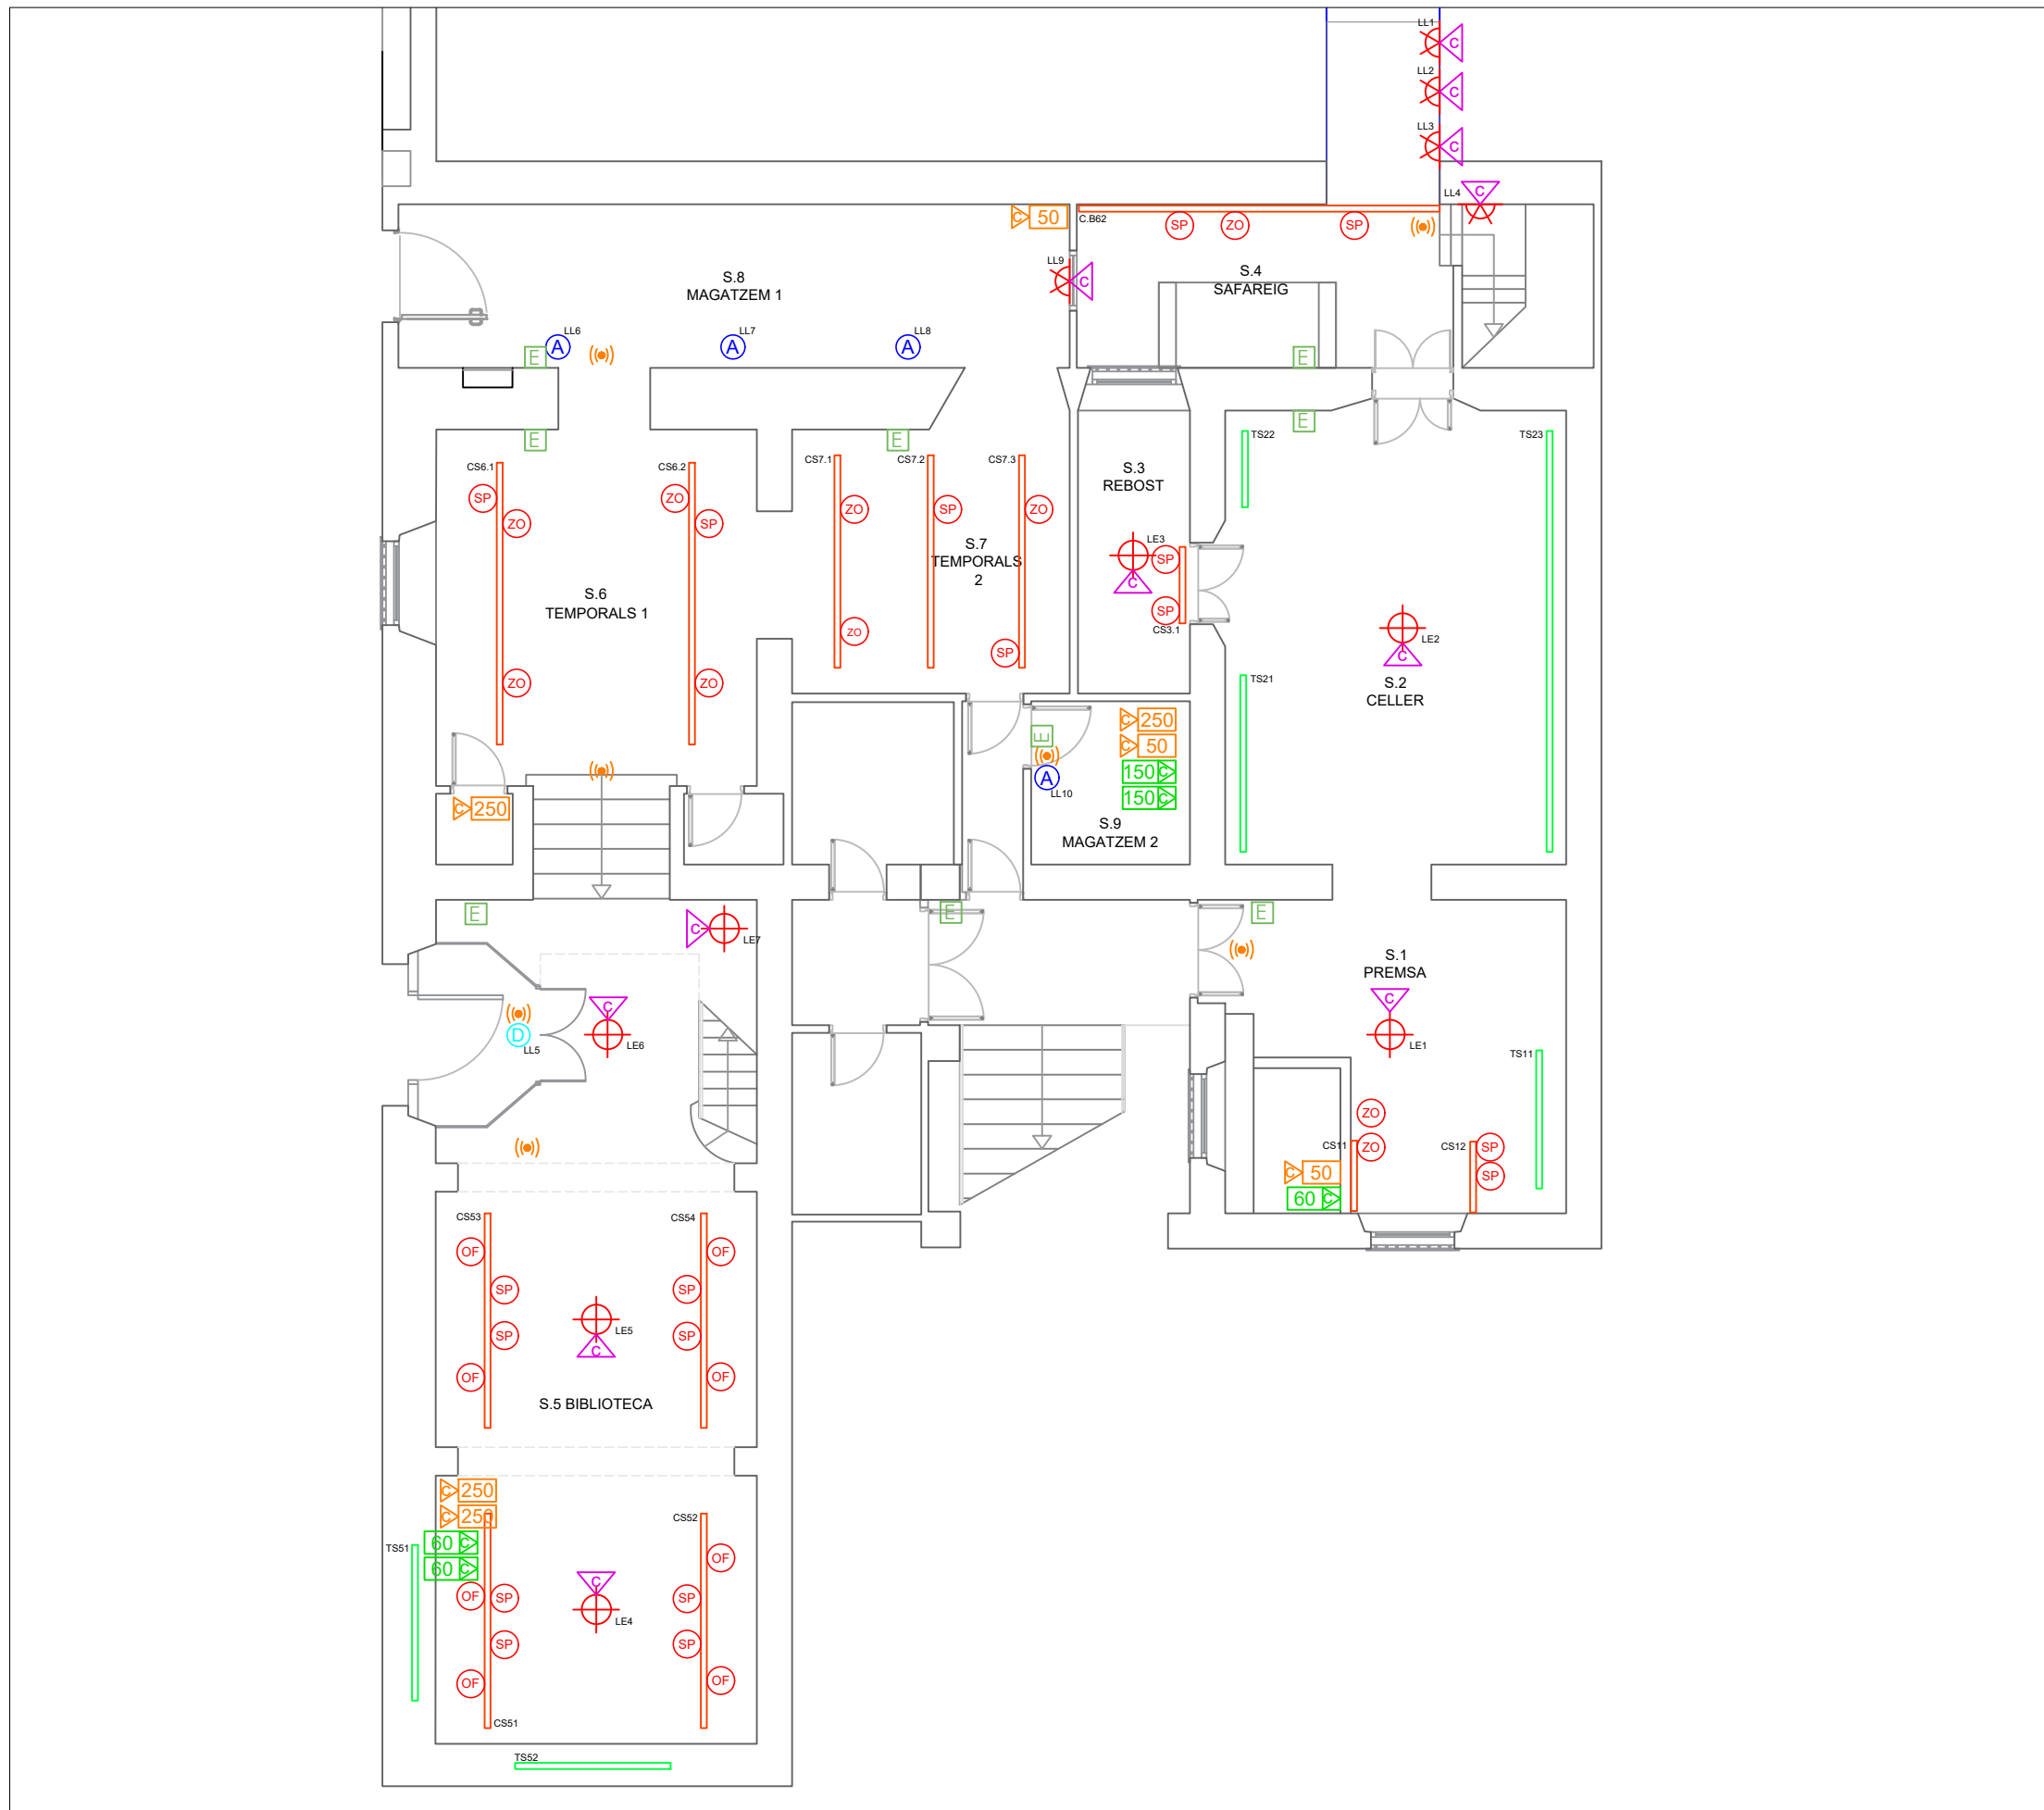 LL1
C
LL2
C
LL3
C
LL4
C
C 50
C.B62
SP
ZO
SP
S.8
MAGATZEM 1
LL9
C
S.4
SAFAREIG
E
A
LL6
A
LL7
A
LL8
E
E
E
E
TS22
TS23
CS6.1
CS6.2
CS7.1
CS7.2
CS7.3
S.3
REBOST
SP
ZO
ZO
SP
ZO
SP
ZO
LE3
SP
C
SP
CS3.1
S.7
TEMPORALS
2
S.6
TEMPORALS 1
ZO
SP
LE2
C
ZO
ZO
TS21
S.2
CELLER
C 250
C 50
150 C
150 C
E
A
LL10
S.9
MAGATZEM 2
C 250
E
C
LE7
E
E
S.1
PREMSA
C
LE1
C
LE6
D
LL5
TS11
ZO
ZO
CS11
CS12
SP
SP
C 50
60 C
CS53
CS54
OF
OF
SP
SP
LE5
SP
SP
C
OF
OF
S.5 BIBLIOTECA
C 250
C 250
60 C
60 C
TS51
CS52
OF
C
OF
SP
SP
LE4
SP
SP
OF
OF
CS51
TS52